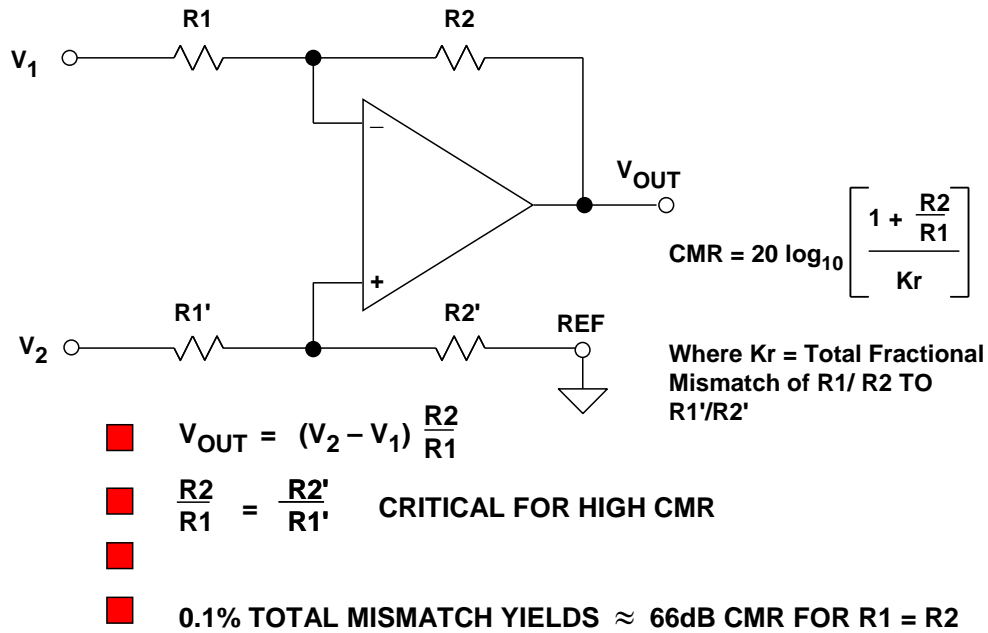 R1
R2
V1
−
VOUT
CMR = 20 log10 [ 1 + R2/R1 / Kr ]
+
R1'
R2'
REF
V2
Where Kr = Total Fractional
Mismatch of R1/ R2 TO
R1'/R2'
VOUT = (V2 – V1) R2/R1
R2/R1 = R2'/R1' CRITICAL FOR HIGH CMR
0.1% TOTAL MISMATCH YIELDS ≈ 66dB CMR FOR R1 = R2